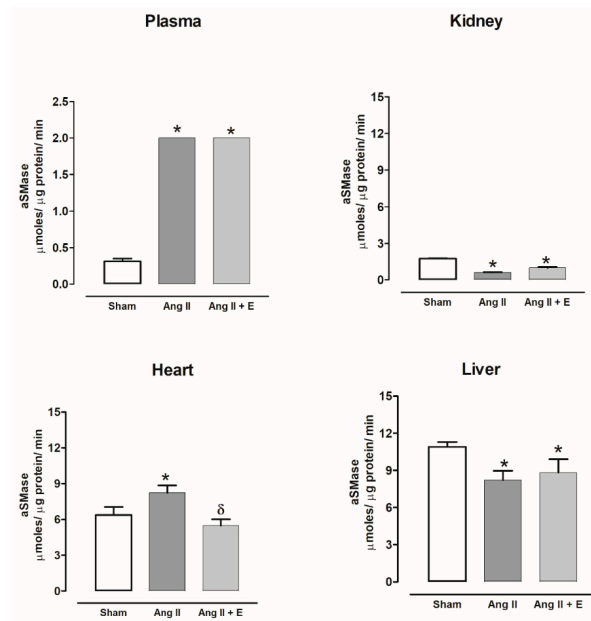 Plasma
aSMase
μmoles/ μg protein/ min
2.5
2.0
1.5
1.0
0.5
0.0
*
*
Sham Ang II Ang II + E
Kidney
aSMase
μmoles/ μg protein/ min
15
12
9
6
3
0
*
*
Sham Ang II Ang II + E
Heart
aSMase
μmoles/ μg protein/ min
15
12
9
6
3
0
*
δ
Sham Ang II Ang II + E
Liver
aSMase
μmoles/ μg protein/ min
15
12
9
6
3
0
*
*
Sham Ang II Ang II + E